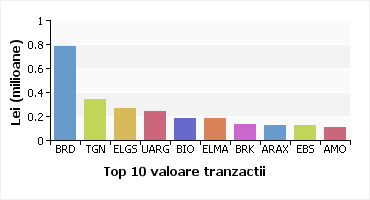 Lei (milioane)
1
0.8
0.6
0.4
0.2
0
BRD TGN ELGS UARG BIO ELMA BRK ARAX EBS AMO
Top 10 valoare tranzactii